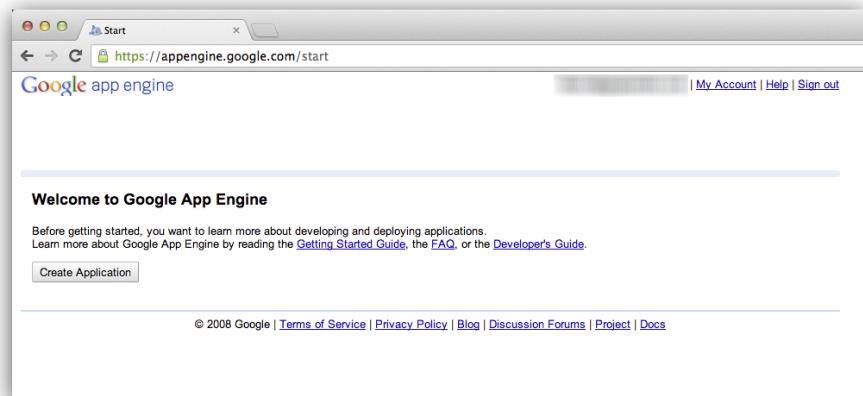 Start
https://appengine.google.com/start
Google app engine
| My Account | Help | Sign out
Welcome to Google App Engine
Before getting started, you want to learn more about developing and deploying applications.
Learn more about Google App Engine by reading the Getting Started Guide, the FAQ, or the Developer's Guide.
Create Application
© 2008 Google | Terms of Service | Privacy Policy | Blog | Discussion Forums | Project | Docs